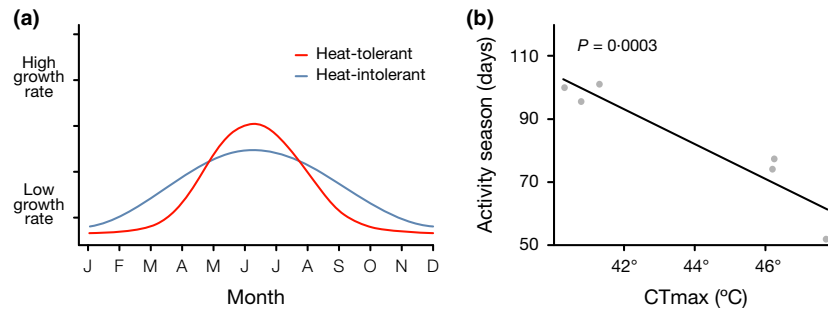 (a)
High
growth
rate
Low
growth
rate
Heat-tolerant
Heat-intolerant
J F M A M J J A S O N D
Month
(b)
P = 0·0003
Activity season (days)
110
90
70
50
42° 44° 46°
CTmax (ºC)